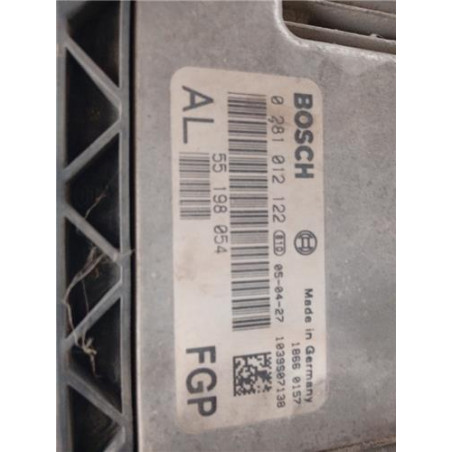 BOSCH
Made in Germany
0 281 012 122 810 05-04-27
1866 0157
1039S07138
AL 55 198 054 FGP